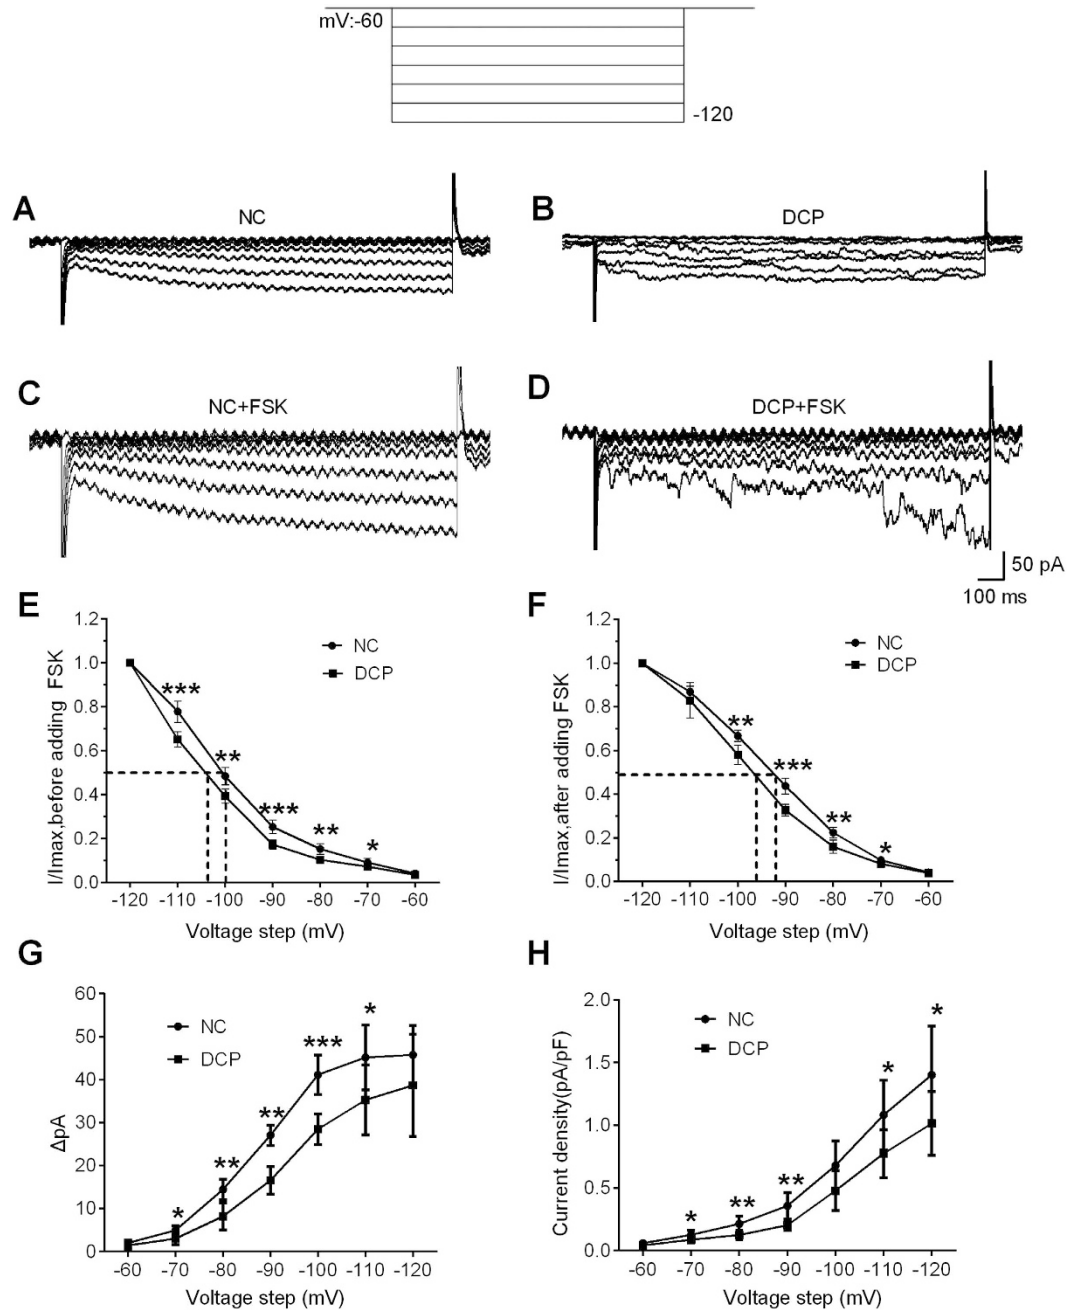 mV:-60
-120
A
NC
B
DCP
C
NC+FSK
D
DCP+FSK
50 pA
100 ms
E
1.2
1.0
0.8
0.6
0.4
0.2
0.0
I/Imax,before adding FSK
NC
DCP
***
**
***
**
*
-120 -110 -100 -90 -80 -70 -60
Voltage step (mV)
F
1.2
1.0
0.8
0.6
0.4
0.2
0.0
I/Imax,after adding FSK
NC
DCP
**
***
**
*
-120 -110 -100 -90 -80 -70 -60
Voltage step (mV)
G
60
50
40
30
20
10
0
ΔpA
NC
DCP
*
**
**
***
*
-60 -70 -80 -90 -100 -110 -120
Voltage step (mV)
H
2.0
1.5
1.0
0.5
0.0
Current density(pA/pF)
NC
DCP
*
**
**
*
*
-60 -70 -80 -90 -100 -110 -120
Voltage step (mV)